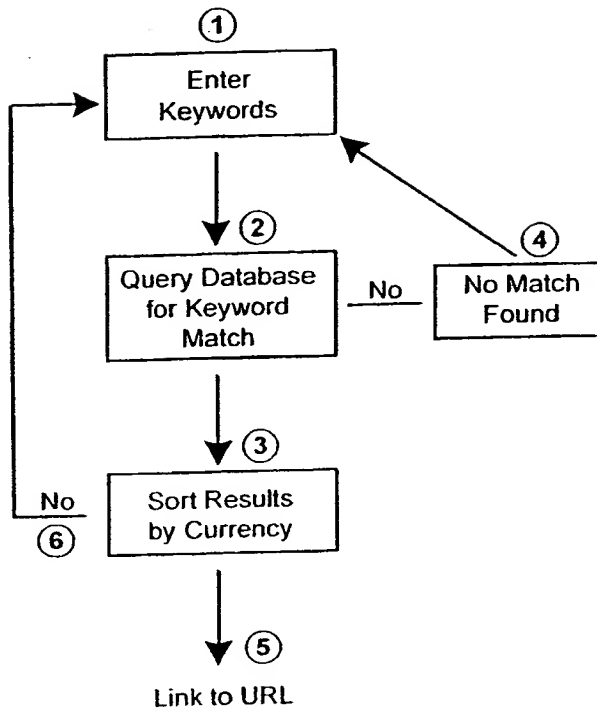 1
Enter
Keywords
2
4
Query Database
for Keyword
Match
No
No Match
Found
3
Sort Results
by Currency
No
6
5
Link to URL